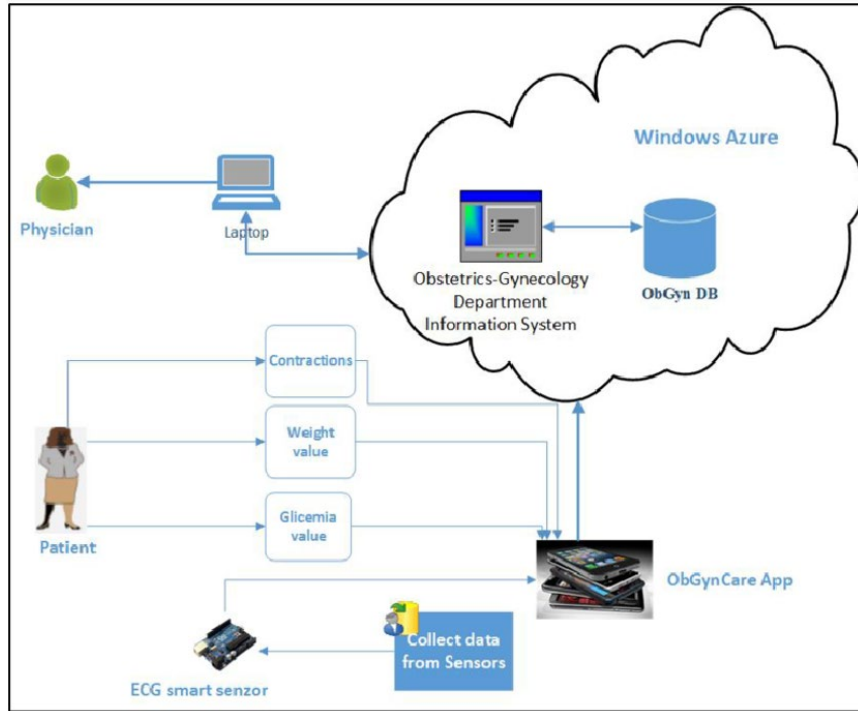 Windows Azure
Physician
Laptop
Obstetrics-Gynecology
Department
Information System
ObGyn DB
Contractions
Weight
value
Glicemia
value
Patient
ObGynCare App
Collect data
from Sensors
ECG smart senzor